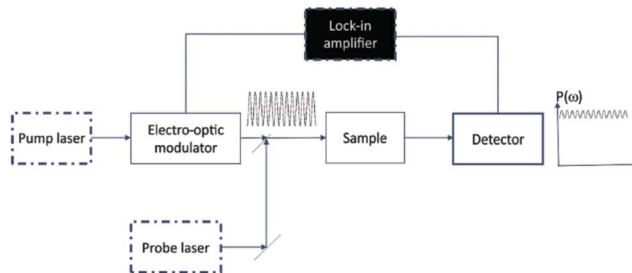 Lock-in
amplifier
P(ω)
Pump laser
Electro-optic
modulator
Sample
Detector
Probe laser